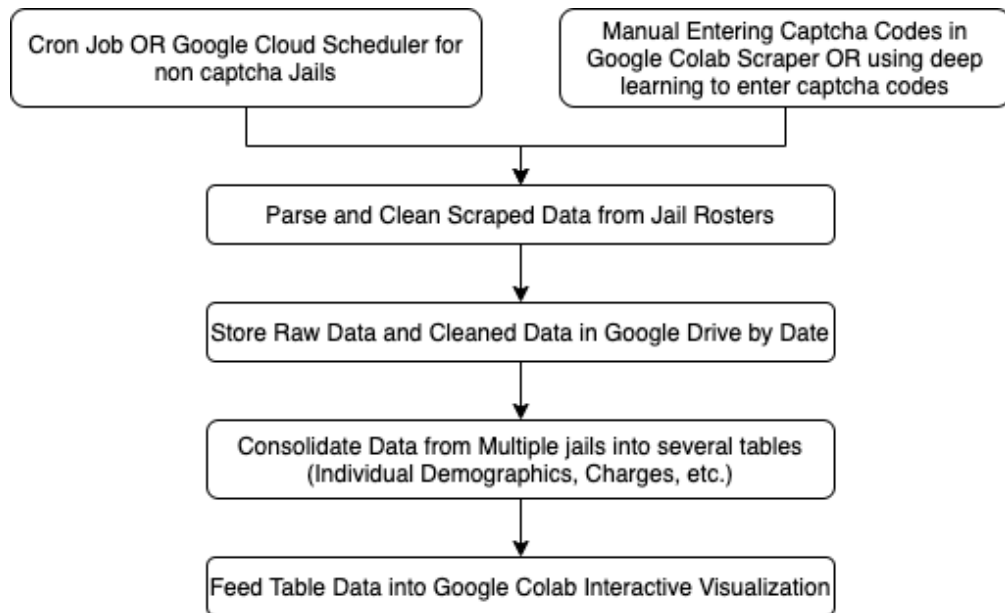 Cron Job OR Google Cloud Scheduler for
non captcha Jails
Manual Entering Captcha Codes in
Google Colab Scraper OR using deep
learning to enter captcha codes
Parse and Clean Scraped Data from Jail Rosters
Store Raw Data and Cleaned Data in Google Drive by Date
Consolidate Data from Multiple jails into several tables
(Individual Demographics, Charges, etc.)
Feed Table Data into Google Colab Interactive Visualization